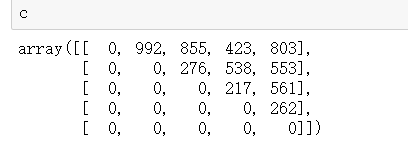 c
array([[  0, 992, 855, 423, 803],
       [  0,   0, 276, 538, 553],
       [  0,   0,   0, 217, 561],
       [  0,   0,   0,   0, 262],
       [  0,   0,   0,   0,   0]])